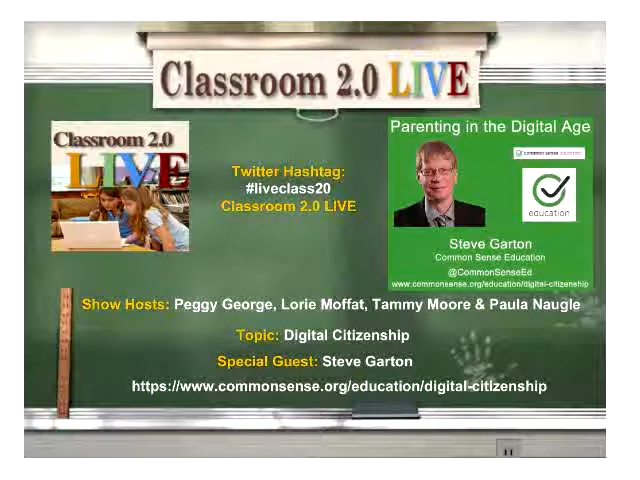 Classroom 2.0 LIVE
Classroom 2.0
LIVE
Twitter Hashtag:
#liveclass20
Classroom 2.0 LIVE
Parenting in the Digital Age
common sense education
education
Steve Garton
Common Sense Education
@CommonSenseEd
www.commonsense.org/education/digital-citizenship
Show Hosts: Peggy George, Lorie Moffat, Tammy Moore & Paula Naugle
Topic: Digital Citizenship
Special Guest: Steve Garton
https://www.commonsense.org/education/digital-citizenship